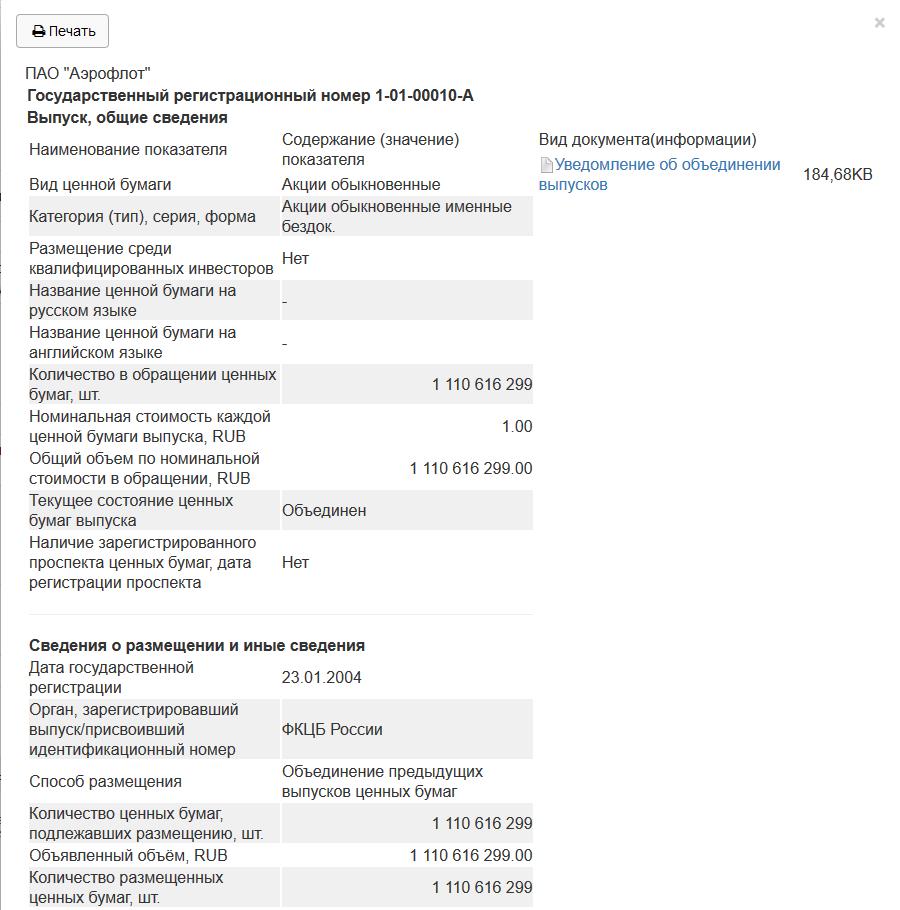 Печать
ПАО "Аэрофлот"
Государственный регистрационный номер 1-01-00010-A
Выпуск, общие сведения
Наименование показателя
Содержание (значение)
показателя
Вид документа(информации)
Уведомление об объединении
выпусков
184,68KB
Вид ценной бумаги
Акции обыкновенные
Категория (тип), серия, форма
Акции обыкновенные именные
бездок.
Размещение среди
квалифицированных инвесторов
Нет
Название ценной бумаги на
русском языке
-
Название ценной бумаги на
английском языке
-
Количество в обращении ценных
бумаг, шт.
1 110 616 299
Номинальная стоимость каждой
ценной бумаги выпуска, RUB
1.00
Общий объем по номинальной
стоимости в обращении, RUB
1 110 616 299.00
Текущее состояние ценных
бумаг выпуска
Объединен
Наличие зарегистрированного
проспекта ценных бумаг, дата
регистрации проспекта
Нет
Сведения о размещении и иные сведения
Дата государственной
регистрации
23.01.2004
Орган, зарегистрировавший
выпуск/присвоивший
идентификационный номер
ФКЦБ России
Способ размещения
Объединение предыдущих
выпусков ценных бумаг
Количество ценных бумаг,
подлежавших размещению, шт.
1 110 616 299
Объявленный объём, RUB
1 110 616 299.00
Количество размещенных
ценных бумаг, шт.
1 110 616 299